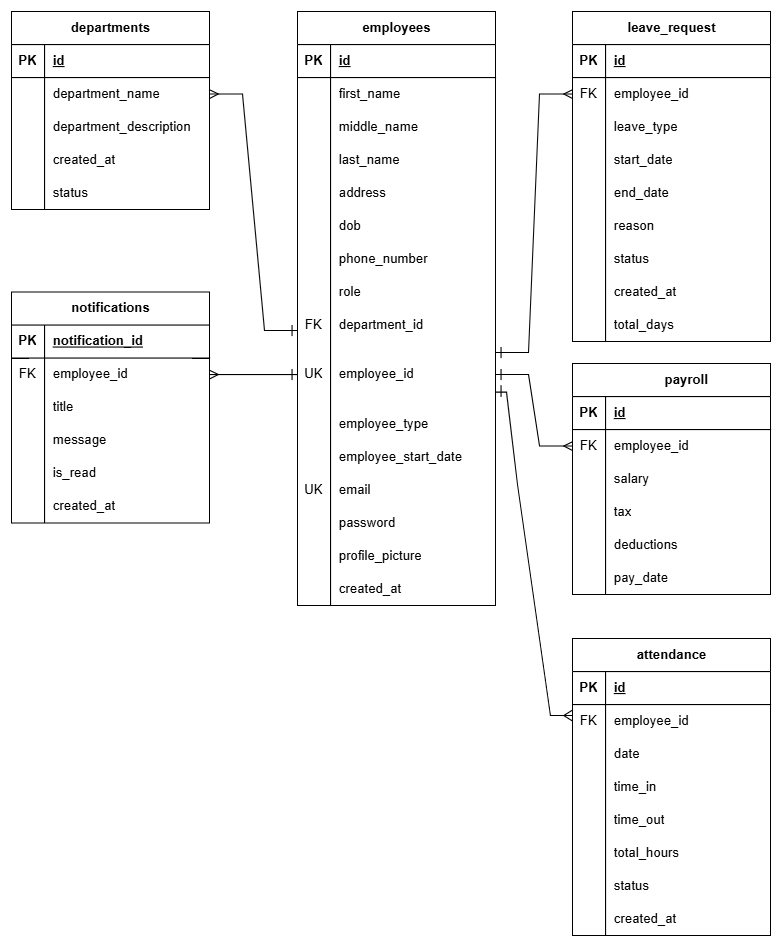 departments
PK id
department_name
department_description
created_at
status
notifications
PK notification_id
FK employee_id
title
message
is_read
created_at
employees
PK id
first_name
middle_name
last_name
address
dob
phone_number
role
FK department_id
UK employee_id
employee_type
employee_start_date
UK email
password
profile_picture
created_at
leave_request
PK id
FK employee_id
leave_type
start_date
end_date
reason
status
created_at
total_days
payroll
PK id
FK employee_id
salary
tax
deductions
pay_date
attendance
PK id
FK employee_id
date
time_in
time_out
total_hours
status
created_at